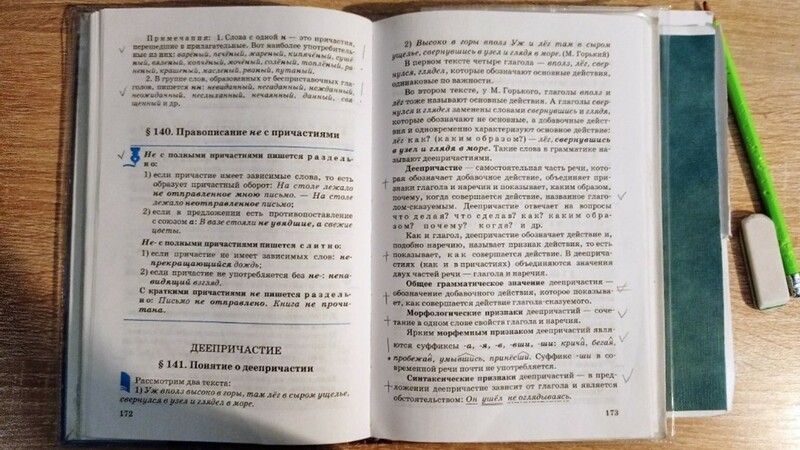 Примечания: 1. Слова с одной н — это причастия,
перешедшие в прилагательные. Вот наиболее употребитель-
ные из них: варёный, печёный, жареный, кипячёный, сушё-
ный, вяленый, копчёный, мочёный, солёный, топлёный, ра-
неный, крашеный, масленый, рваный, путаный.
2. В группе слов, образованных от бесприставочных гла-
голов, пишется нн: невиданный, негаданный, нежданный,
неожиданный, неслыханный, нечаянный, данный, свя-
щенный и др.
§ 140. Правописание не с причастиями
Не с полными причастиями пишется раздель-
но:
1) если причастие имеет зависимые слова, то есть
образует причастный оборот: На столе лежало
не отправленное мною письмо. — На столе
лежало неотправленное письмо;
2) если в предложении есть противопоставление
с союзом а: В вазе стояли не увядшие, а свежие
цветы.
Не- с полными причастиями пишется слитно:
1) если причастие не имеет зависимых слов: не-
прекращающийся дождь;
2) если причастие не употребляется без не-: нена-
видящий взгляд.
С краткими причастиями не пишется раздель-
но: Письмо не отправлено. Книга не прочи-
тана.
ДЕЕПРИЧАСТИЕ
§ 141. Понятие о деепричастии
Рассмотрим два текста:
1) Уж вполз высоко в горы, там лёг в сыром ущелье,
свернулся в узел и глядел в море.
172
2) Высоко в горы вполз Уж и лёг там в сыром
ущелье, свернувшись в узел и глядя в море. (М. Горький)
В первом тексте четыре глагола — вполз, лёг, свер-
нулся, глядел, которые обозначают основные действия,
одинаковые по важности.
Во втором тексте, у М. Горького, глаголы вполз и
лёг тоже называют основные действия. А глаголы свер-
нулся и глядел заменены словами свернувшись и глядя,
которые обозначают не основные, а добавочные действия
и одновременно характеризуют основное действие:
лёг как? (каким образом?) — лёг, свернувшись
в узел и глядя в море. Такие слова в грамматике на-
зывают деепричастиями.
Деепричастие — самостоятельная часть речи, кото-
рая обозначает добавочное действие, объединяет призна-
ки глагола и наречия и показывает, каким образом,
почему, когда совершается действие, названное глаго-
лом-сказуемым. Деепричастие отвечает на вопросы
что делая? что сделав? как? каким обра-
зом? почему? когда? и др.
Как и глагол, деепричастие обозначает действие и,
подобно наречию, называет признак действия, то есть
показывает, как совершается действие. В дееприча-
стиях (как и в причастиях) объединяются значения
двух частей речи — глагола и наречия.
Общее грамматическое значение деепричастия —
обозначение добавочного действия, которое показыва-
ет, как совершается действие глагола-сказуемого.
Морфологические признаки деепричастий — соче-
тание в одном слове свойств глагола и наречия.
Ярким морфемным признаком деепричастий явля-
ются суффиксы -а, -я, -в, -вши, -ши: крича, бегая,
пробежав, умывшись, принёсши. Суффикс -ши в со-
временной речи почти не употребляется.
Синтаксические признаки деепричастий — в пред-
ложении деепричастие зависит от глагола и является
обстоятельством: Он ушёл не оглядываясь.
173